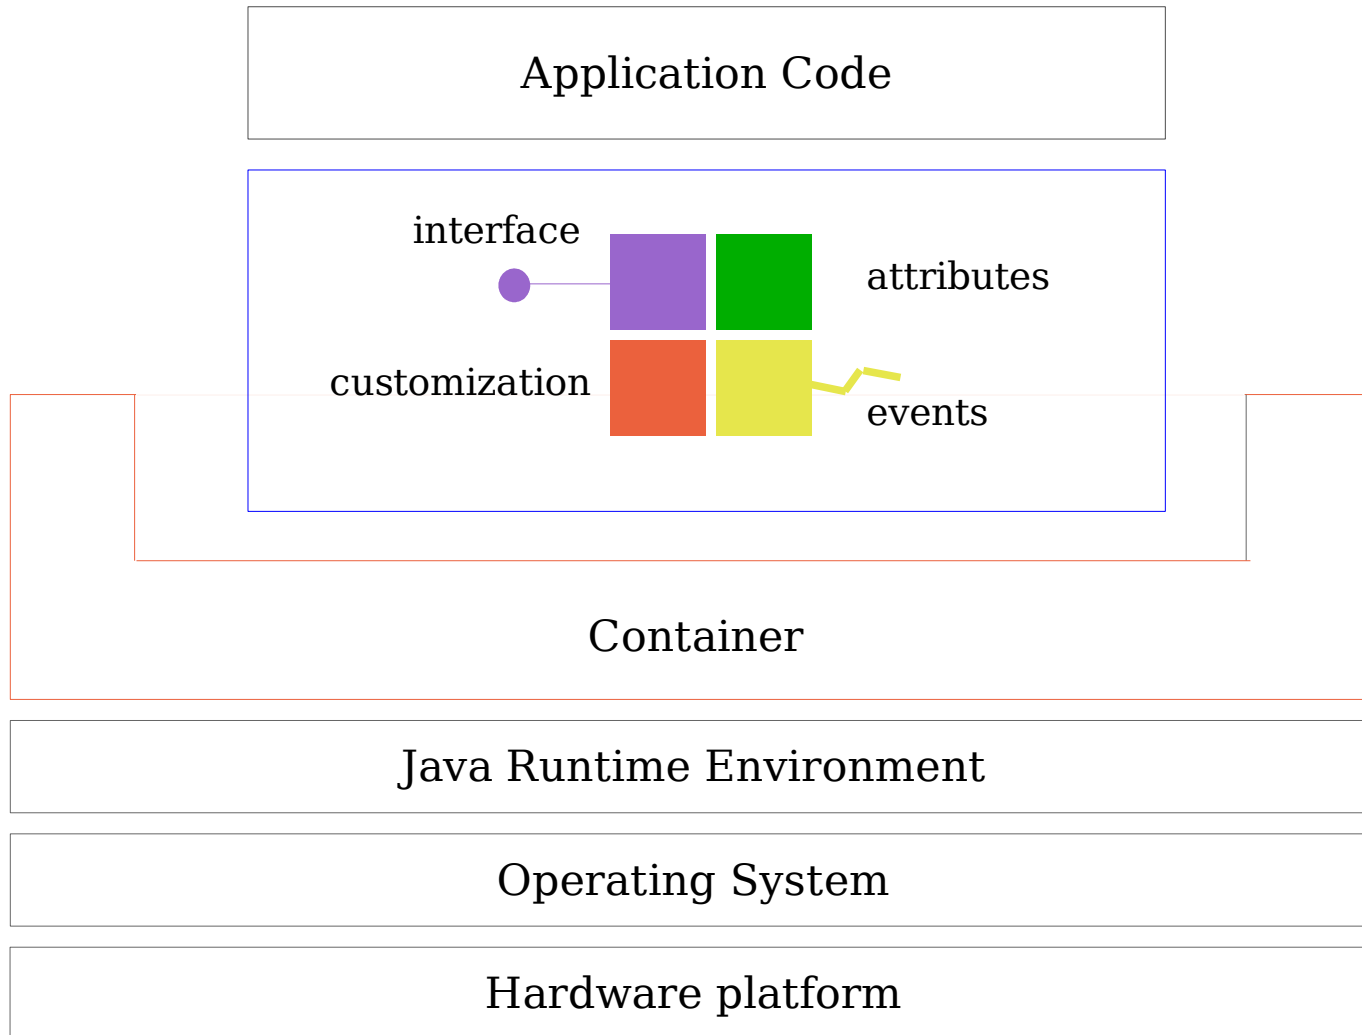 Application Code
interface
attributes
customization
events
Container
Java Runtime Environment
Operating System
Hardware platform